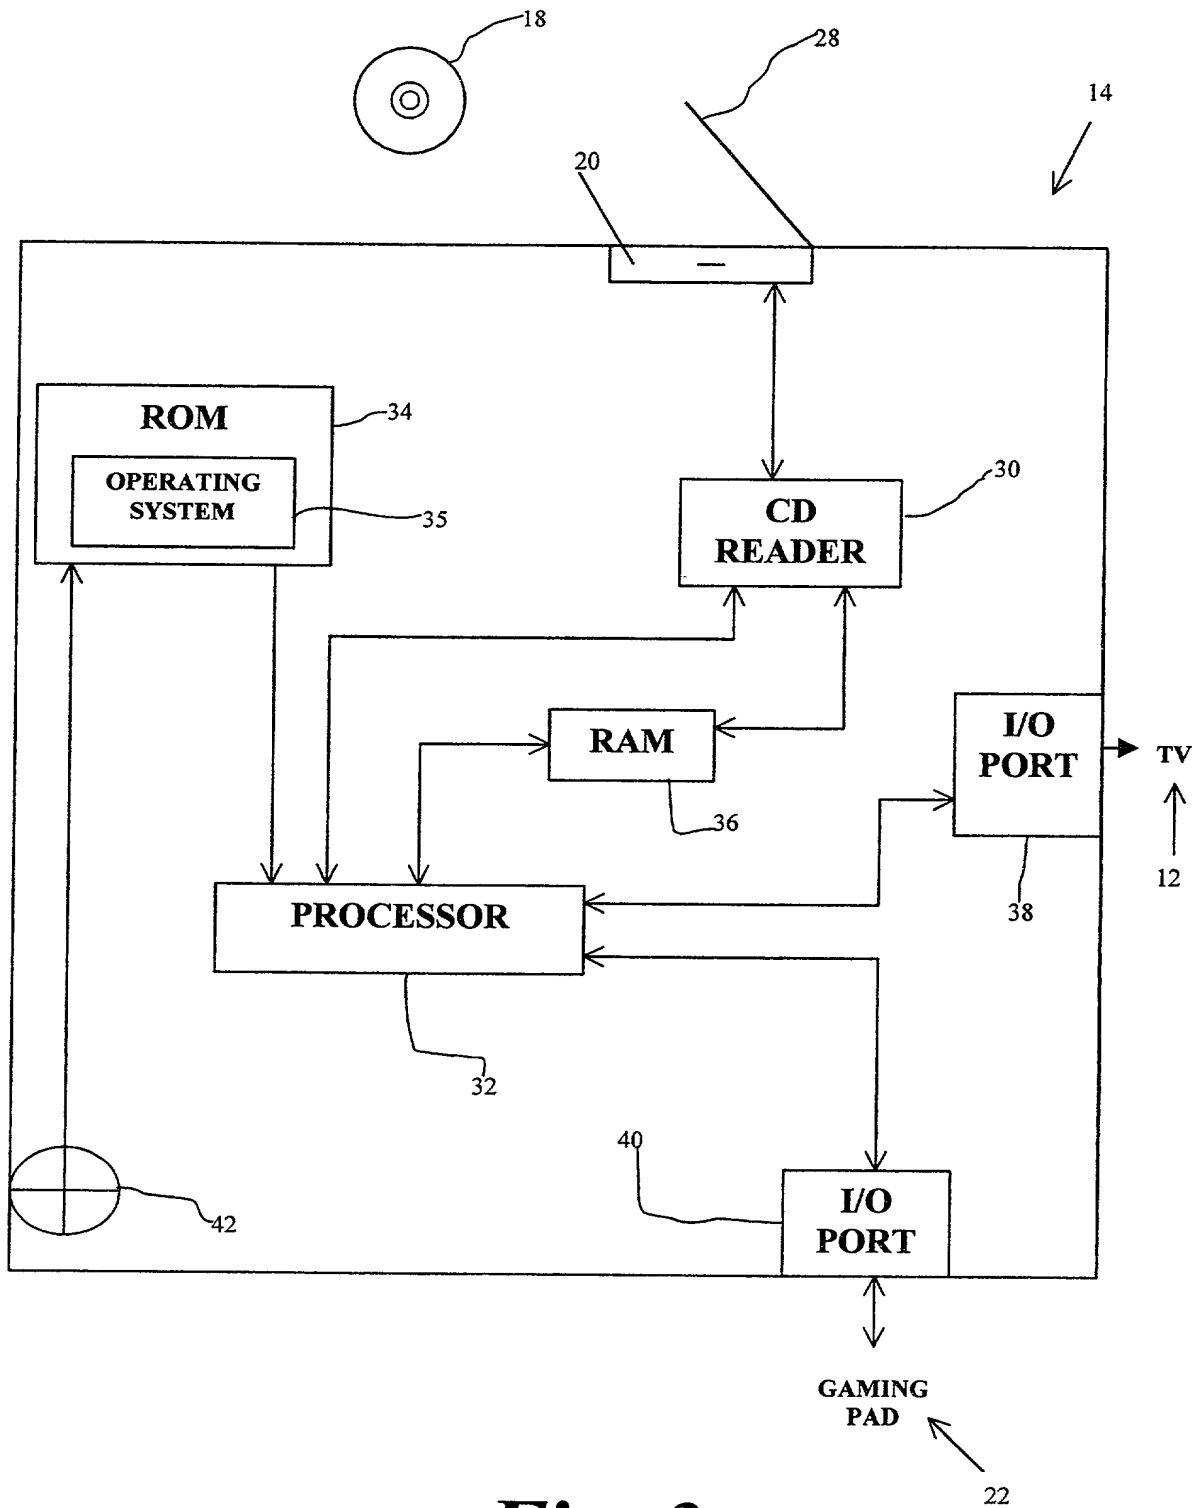 18
28
14
20
ROM
34
OPERATING
SYSTEM
35
30
CD
READER
I/O
PORT
RAM
TV
36
12
38
PROCESSOR
32
40
I/O
PORT
42
GAMING
PAD
22